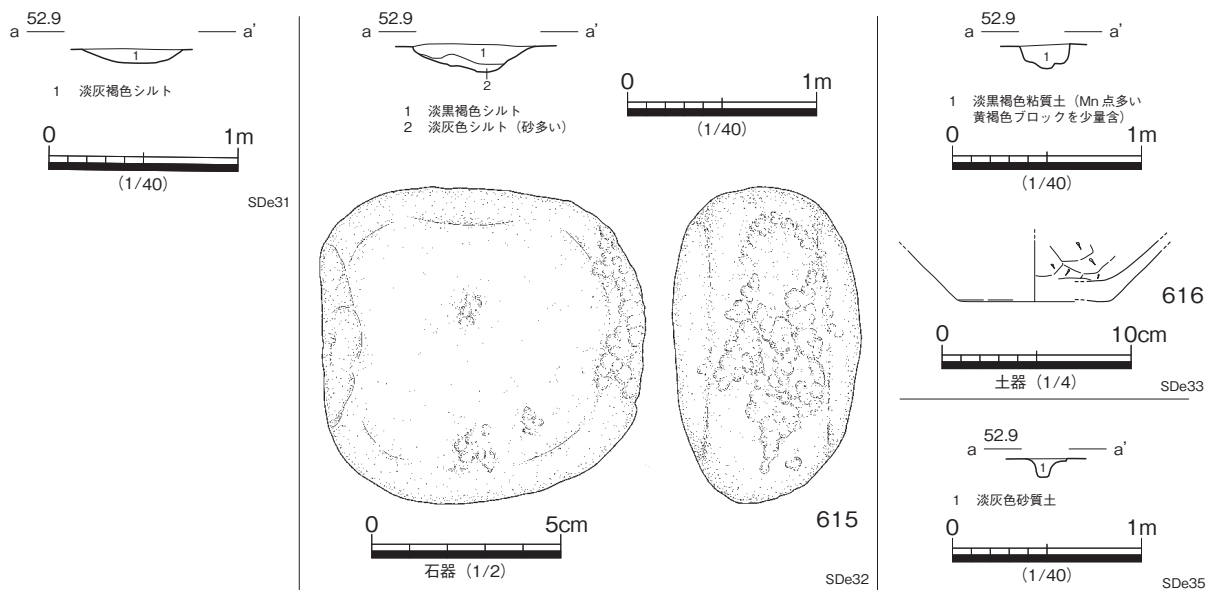 a 52.9 a'
1
1 淡灰褐色シルト
0 1m
(1/40)
SDe31
a 52.9 a'
1
2
1 淡黒褐色シルト
2 淡灰色シルト（砂多い）
0 1m
(1/40)
615
0 5cm
石器（1/2）
SDe32
a 52.9 a'
1
1 淡黒褐色粘質土（Mn 点多い
黄褐色ブロックを少量含）
0 1m
(1/40)
616
0 10cm
土器（1/4）
SDe33
a 52.9 a'
1
1 淡灰色砂質土
0 1m
(1/40)
SDe35